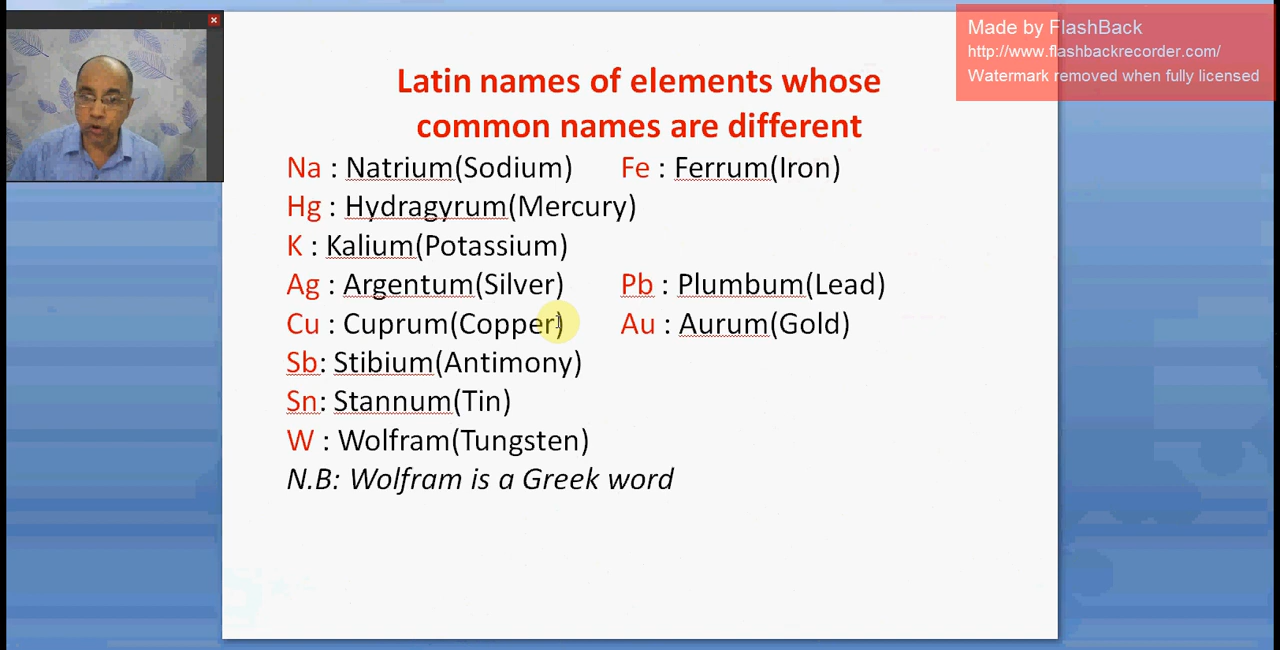 Made by FlashBack
http://www.flashbackrecorder.com/
Watermark removed when fully licensed
Latin names of elements whose
common names are different
Na : Natrium(Sodium) Fe : Ferrum(Iron)
Hg : Hydragyrum(Mercury)
K : Kalium(Potassium)
Ag : Argentum(Silver) Pb : Plumbum(Lead)
Cu : Cuprum(Copper) Au : Aurum(Gold)
Sb: Stibium(Antimony)
Sn: Stannum(Tin)
W : Wolfram(Tungsten)
N.B: Wolfram is a Greek word